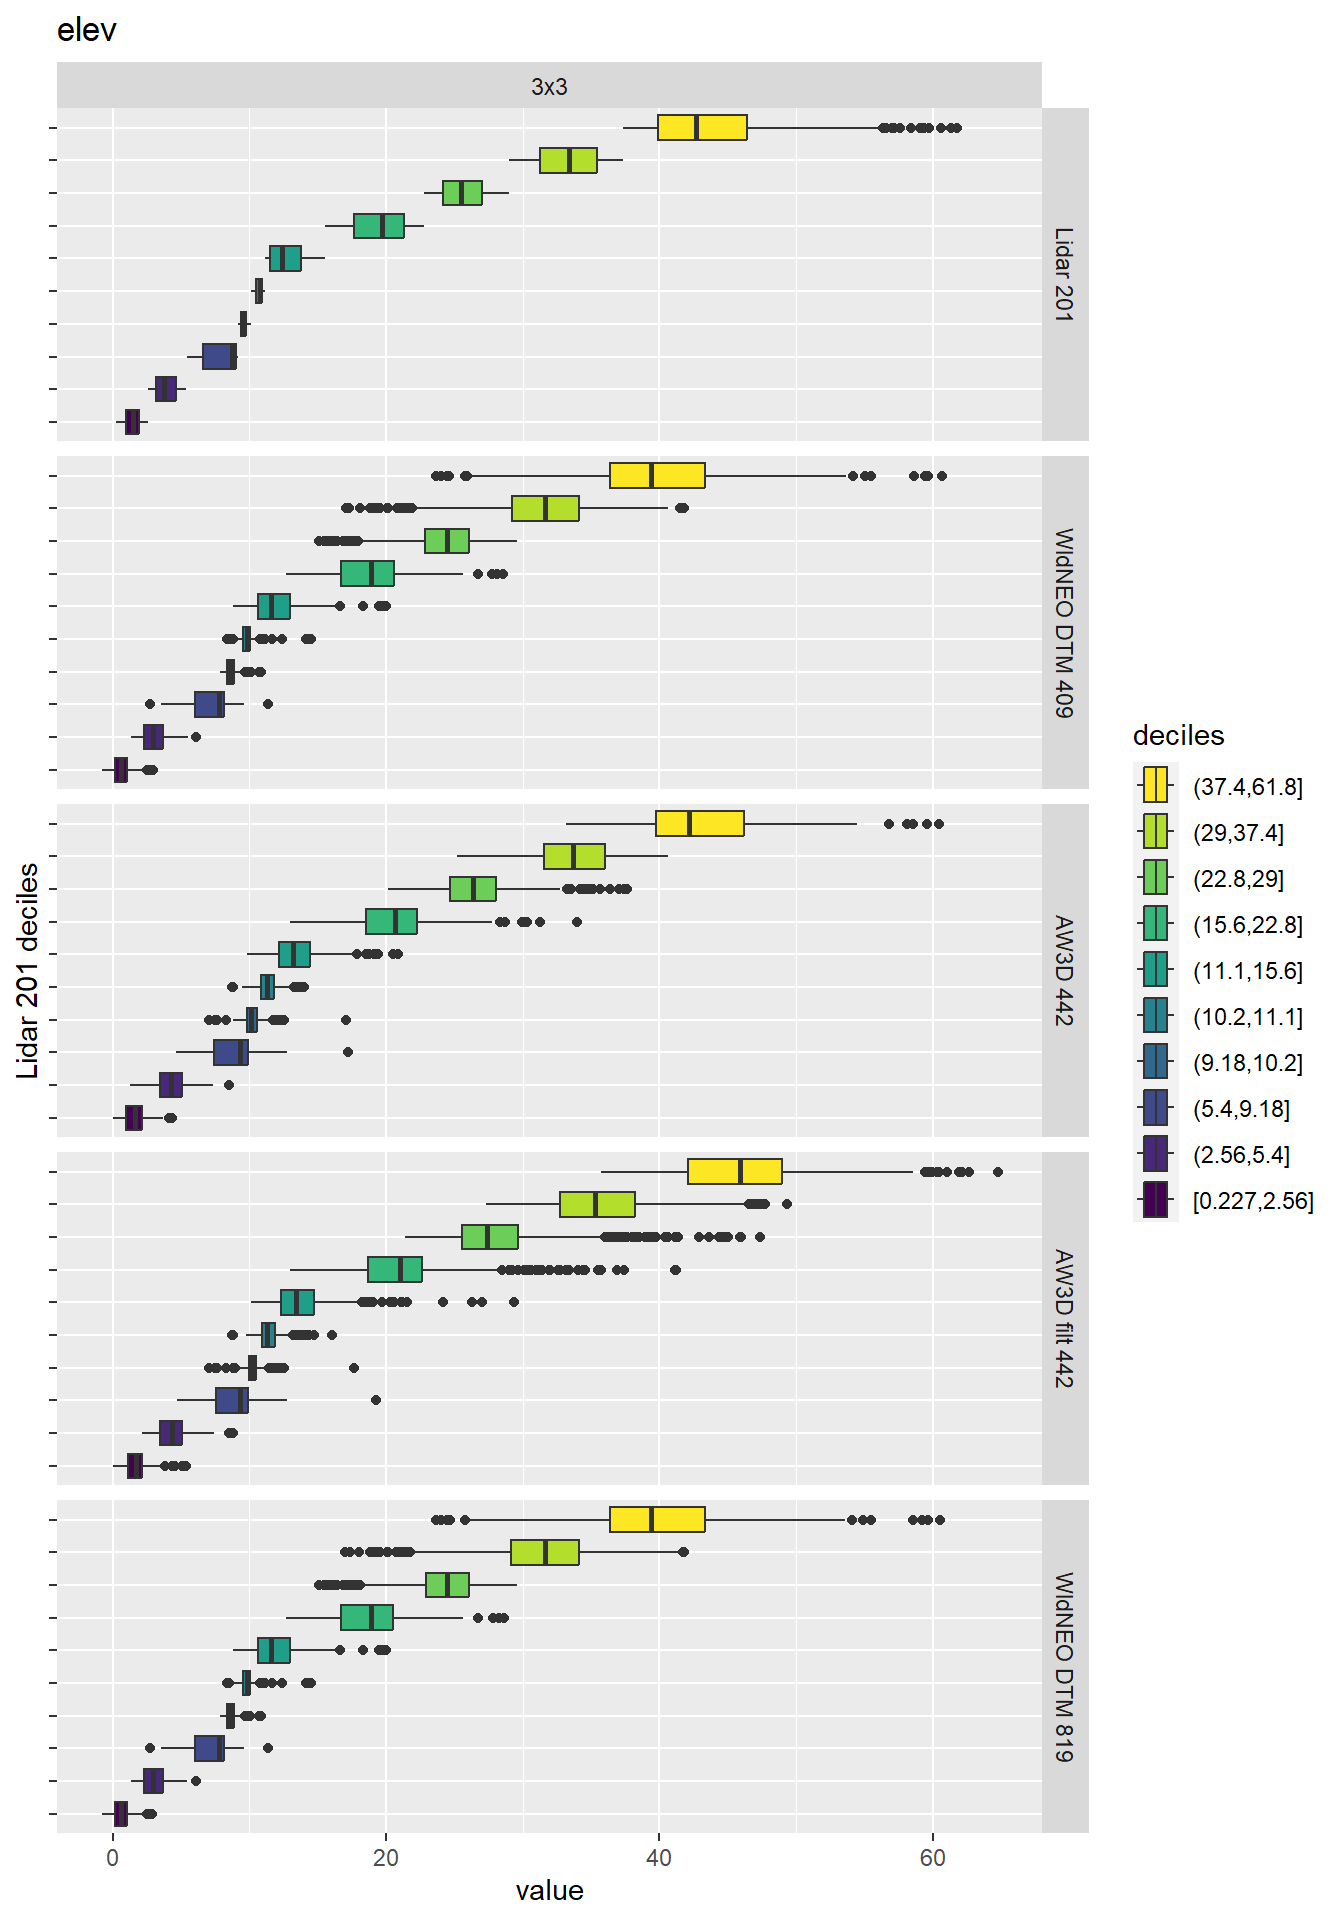 elev
3x3
Lidar 201
WldNEO DTM 409
AW3D 442
AW3D filt 442
WldNEO DTM 819
Lidar 201 deciles
0
20
40
60
value
deciles
(37.4,61.8]
(29,37.4]
(22.8,29]
(15.6,22.8]
(11.1,15.6]
(10.2,11.1]
(9.18,10.2]
(5.4,9.18]
(2.56,5.4]
[0.227,2.56]